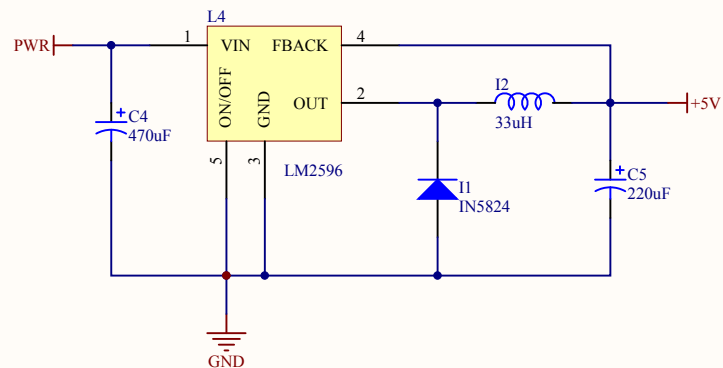 L4
PWR
1
VIN
FBACK
4
ON/OFF
GND
OUT
2
I2
33uH
+5V
C4
470uF
5
3
LM2596
I1
IN5824
C5
220uF
GND